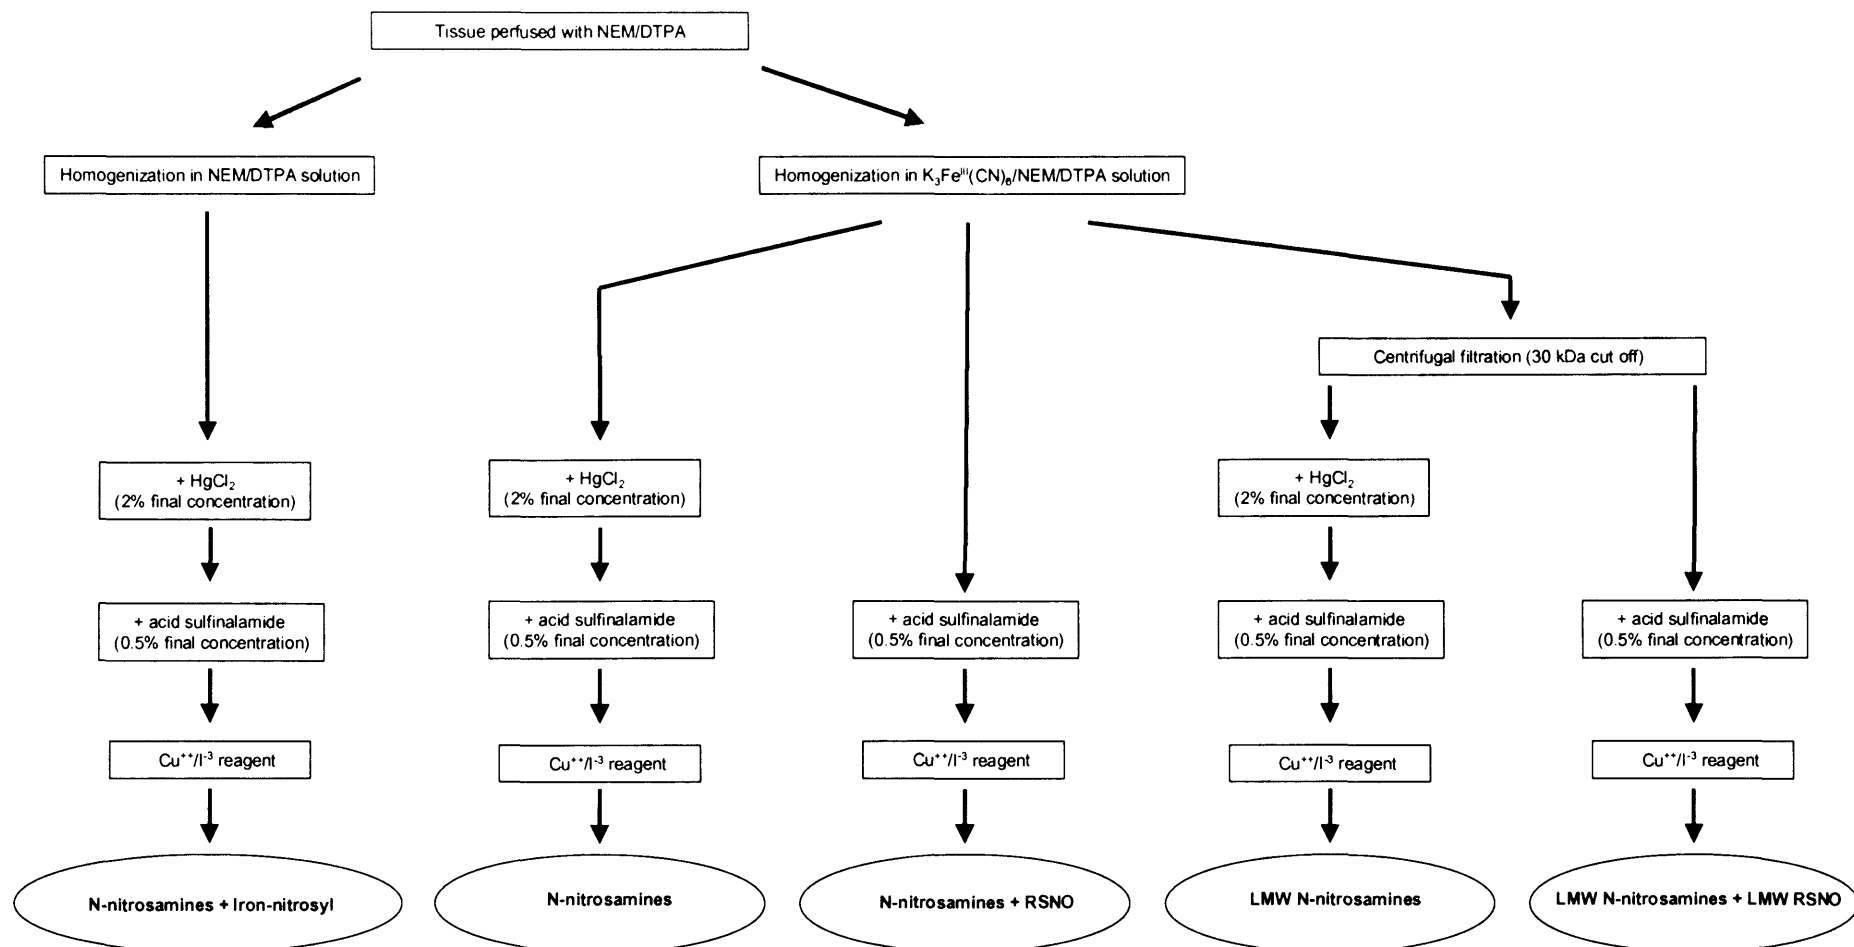 Tissue perfused with NEM/DTPA
Homogenization in NEM/DTPA solution
Homogenization in K₃Feᴵᴵᴵ(CN)₆/NEM/DTPA solution
Centrifugal filtration (30 kDa cut off)
+ HgCl₂
(2% final concentration)
+ HgCl₂
(2% final concentration)
+ HgCl₂
(2% final concentration)
+ acid sulfinalamide
(0.5% final concentration)
+ acid sulfinalamide
(0.5% final concentration)
+ acid sulfinalamide
(0.5% final concentration)
+ acid sulfinalamide
(0.5% final concentration)
+ acid sulfinalamide
(0.5% final concentration)
Cu⁺⁺/I⁻³ reagent
Cu⁺⁺/I⁻³ reagent
Cu⁺⁺/I⁻³ reagent
Cu⁺⁺/I⁻³ reagent
Cu⁺⁺/I⁻³ reagent
N-nitrosamines + Iron-nitrosyl
N-nitrosamines
N-nitrosamines + RSNO
LMW N-nitrosamines
LMW N-nitrosamines + LMW RSNO